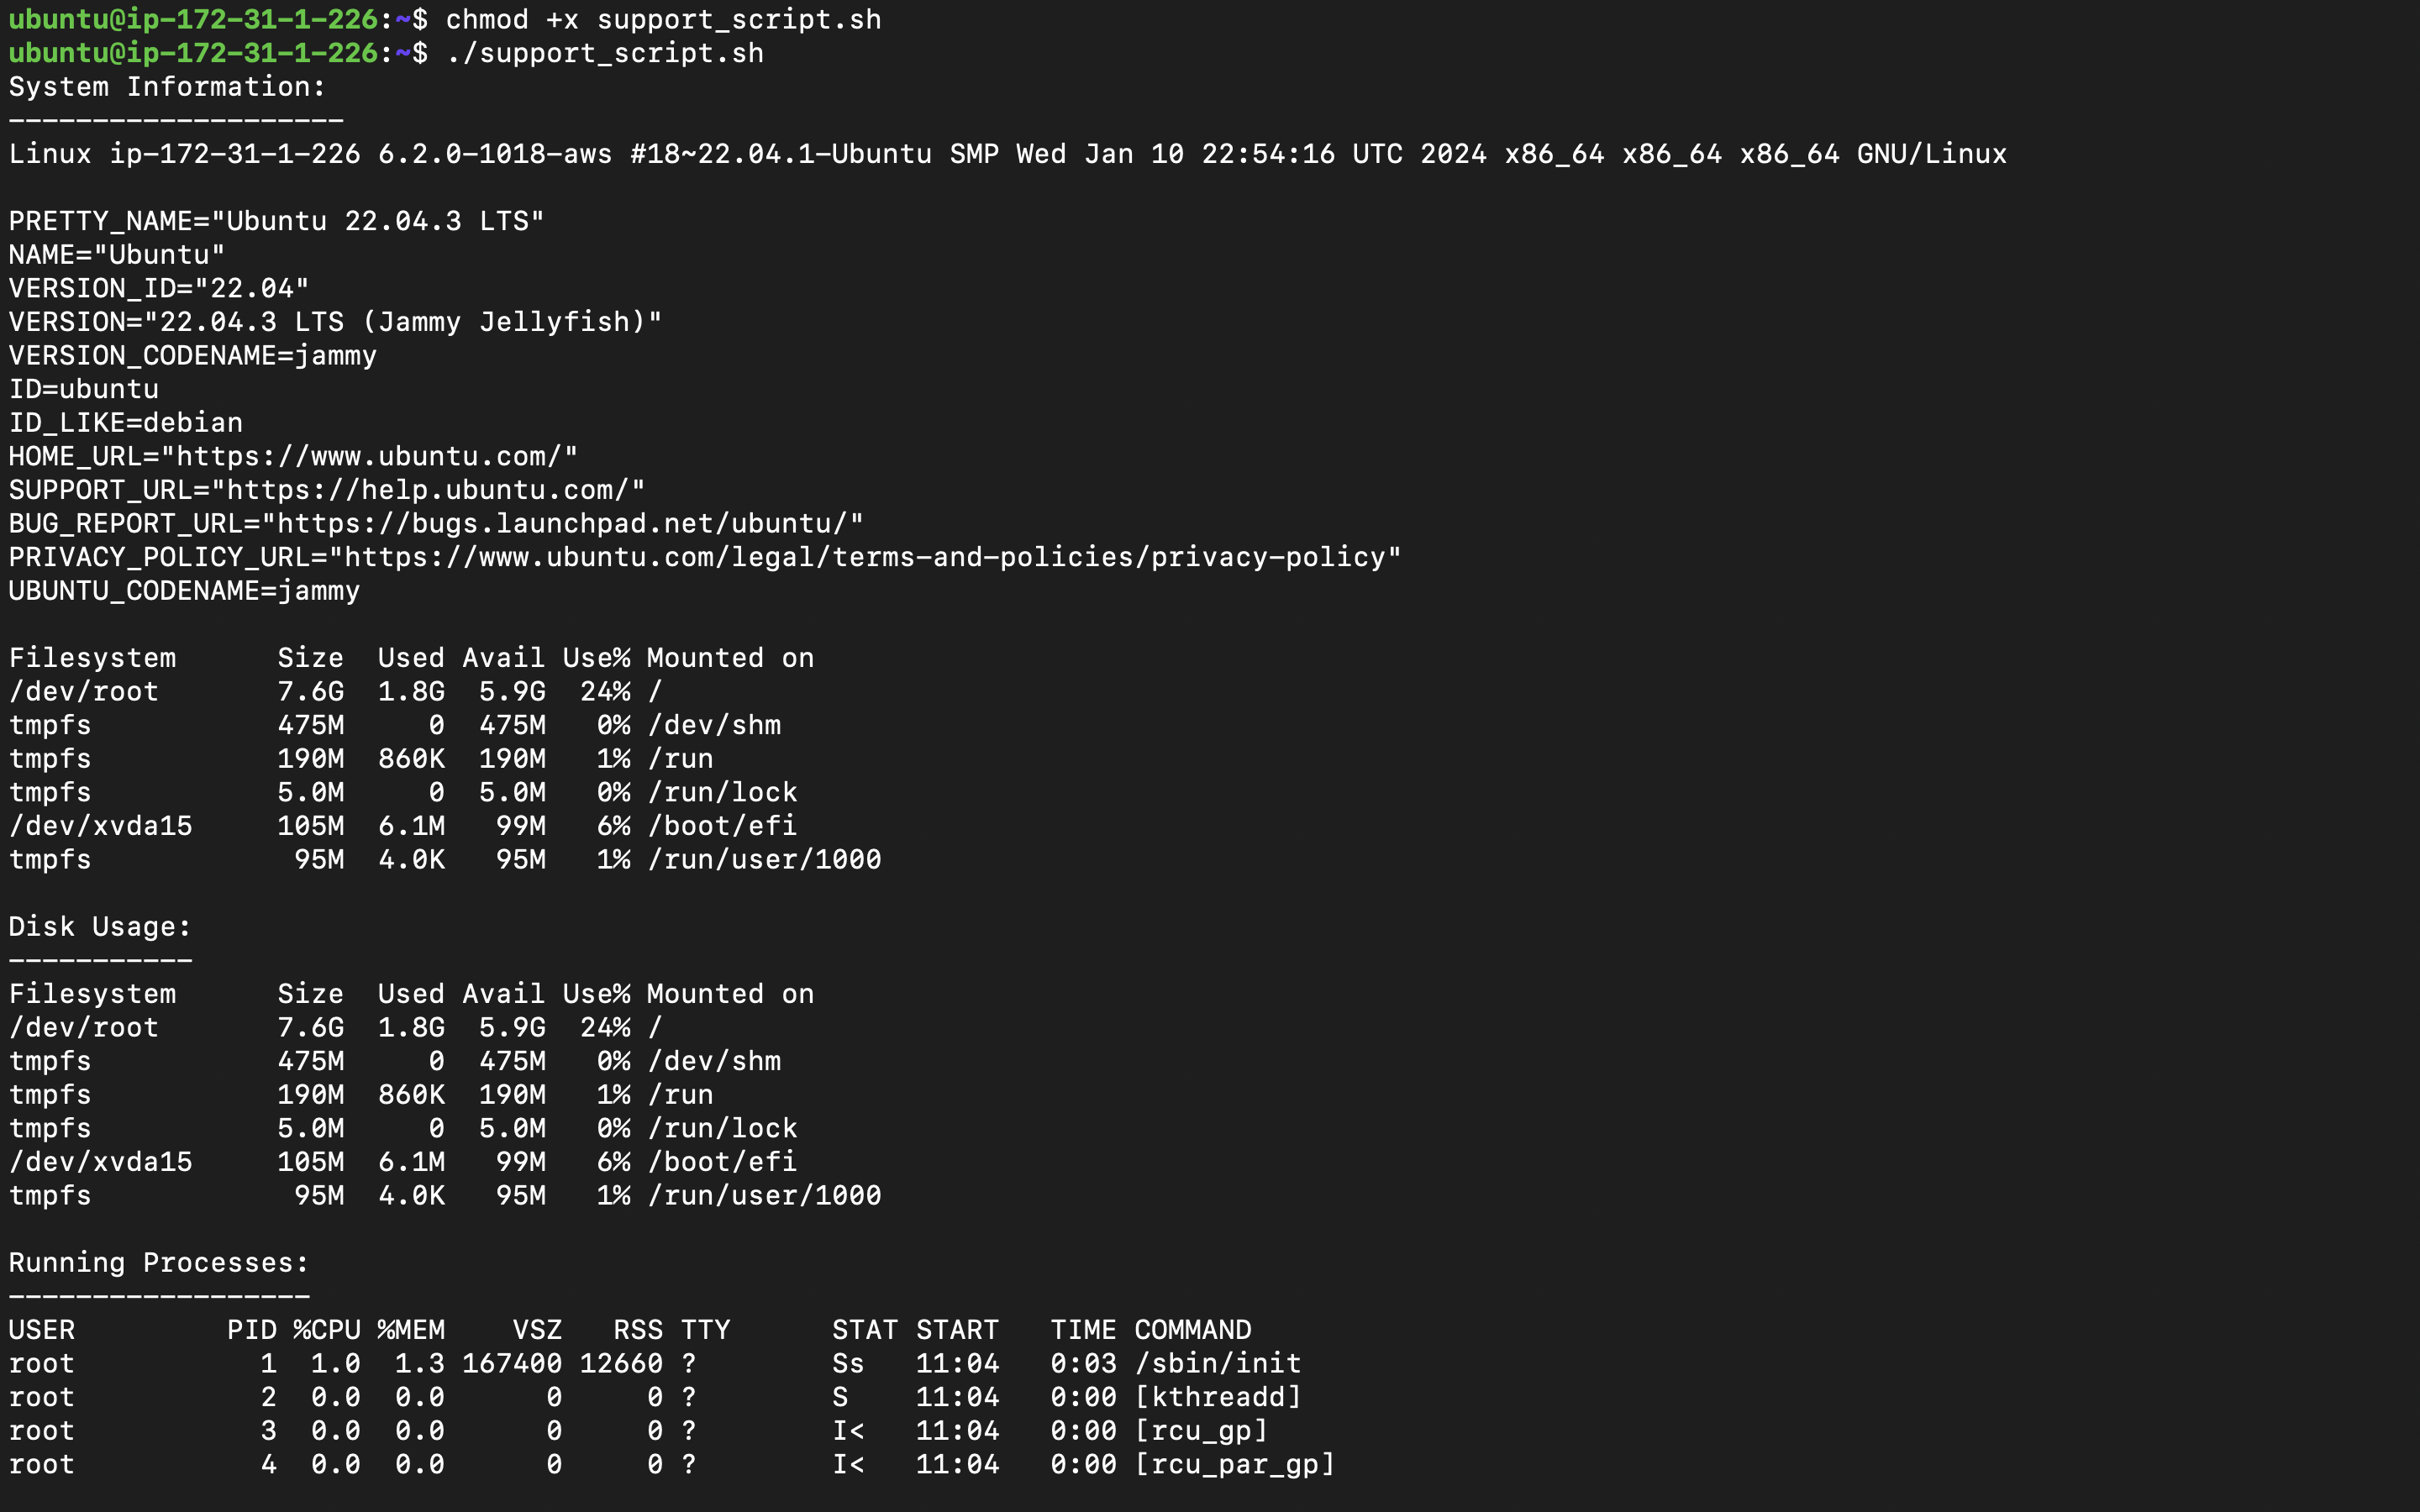 ubuntu@ip-172-31-1-226:~$ chmod +x support_script.sh
ubuntu@ip-172-31-1-226:~$ ./support_script.sh
System Information:
--------------------
Linux ip-172-31-1-226 6.2.0-1018-aws #18~22.04.1-Ubuntu SMP Wed Jan 10 22:54:16 UTC 2024 x86_64 x86_64 x86_64 GNU/Linux

PRETTY_NAME="Ubuntu 22.04.3 LTS"
NAME="Ubuntu"
VERSION_ID="22.04"
VERSION="22.04.3 LTS (Jammy Jellyfish)"
VERSION_CODENAME=jammy
ID=ubuntu
ID_LIKE=debian
HOME_URL="https://www.ubuntu.com/"
SUPPORT_URL="https://help.ubuntu.com/"
BUG_REPORT_URL="https://bugs.launchpad.net/ubuntu/"
PRIVACY_POLICY_URL="https://www.ubuntu.com/legal/terms-and-policies/privacy-policy"
UBUNTU_CODENAME=jammy

Filesystem      Size  Used Avail Use% Mounted on
/dev/root       7.6G  1.8G  5.9G  24% /
tmpfs           475M     0  475M   0% /dev/shm
tmpfs           190M  860K  190M   1% /run
tmpfs           5.0M     0  5.0M   0% /run/lock
/dev/xvda15     105M  6.1M   99M   6% /boot/efi
tmpfs            95M  4.0K   95M   1% /run/user/1000

Disk Usage:
-----------
Filesystem      Size  Used Avail Use% Mounted on
/dev/root       7.6G  1.8G  5.9G  24% /
tmpfs           475M     0  475M   0% /dev/shm
tmpfs           190M  860K  190M   1% /run
tmpfs           5.0M     0  5.0M   0% /run/lock
/dev/xvda15     105M  6.1M   99M   6% /boot/efi
tmpfs            95M  4.0K   95M   1% /run/user/1000

Running Processes:
------------------
USER         PID %CPU %MEM    VSZ   RSS TTY      STAT START   TIME COMMAND
root           1  1.0  1.3 167400 12660 ?        Ss   11:04   0:03 /sbin/init
root           2  0.0  0.0      0     0 ?        S    11:04   0:00 [kthreadd]
root           3  0.0  0.0      0     0 ?        I<   11:04   0:00 [rcu_gp]
root           4  0.0  0.0      0     0 ?        I<   11:04   0:00 [rcu_par_gp]